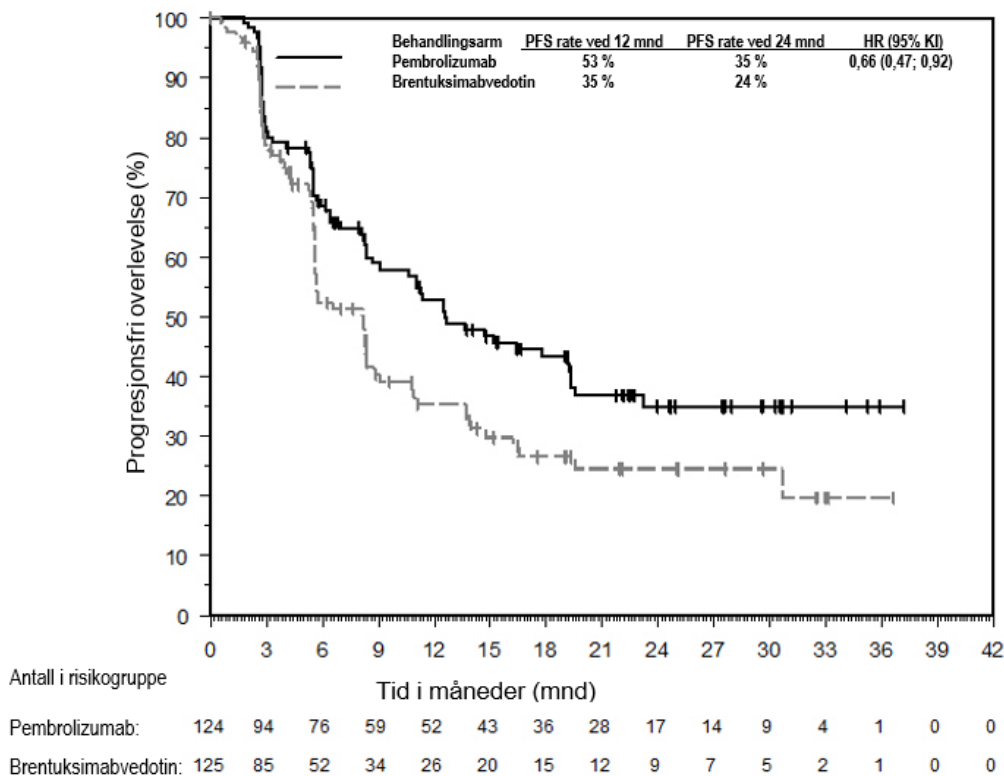 100
90
80
70
60
50
40
30
20
10
0
Progresjonsfri overlevelse (%)
Behandlingsarm PFS rate ved 12 mnd PFS rate ved 24 mnd HR (95% KI)
Pembrolizumab 53 % 35 % 0,66 (0,47; 0,92)
Brentuksimabvedotin 35 % 24 %
0 3 6 9 12 15 18 21 24 27 30 33 36 39 42
Antall i risikogruppe
Tid i måneder (mnd)
Pembrolizumab: 124 94 76 59 52 43 36 28 17 14 9 4 1 0 0
Brentuksimabvedotin: 125 85 52 34 26 20 15 12 9 7 5 2 1 0 0